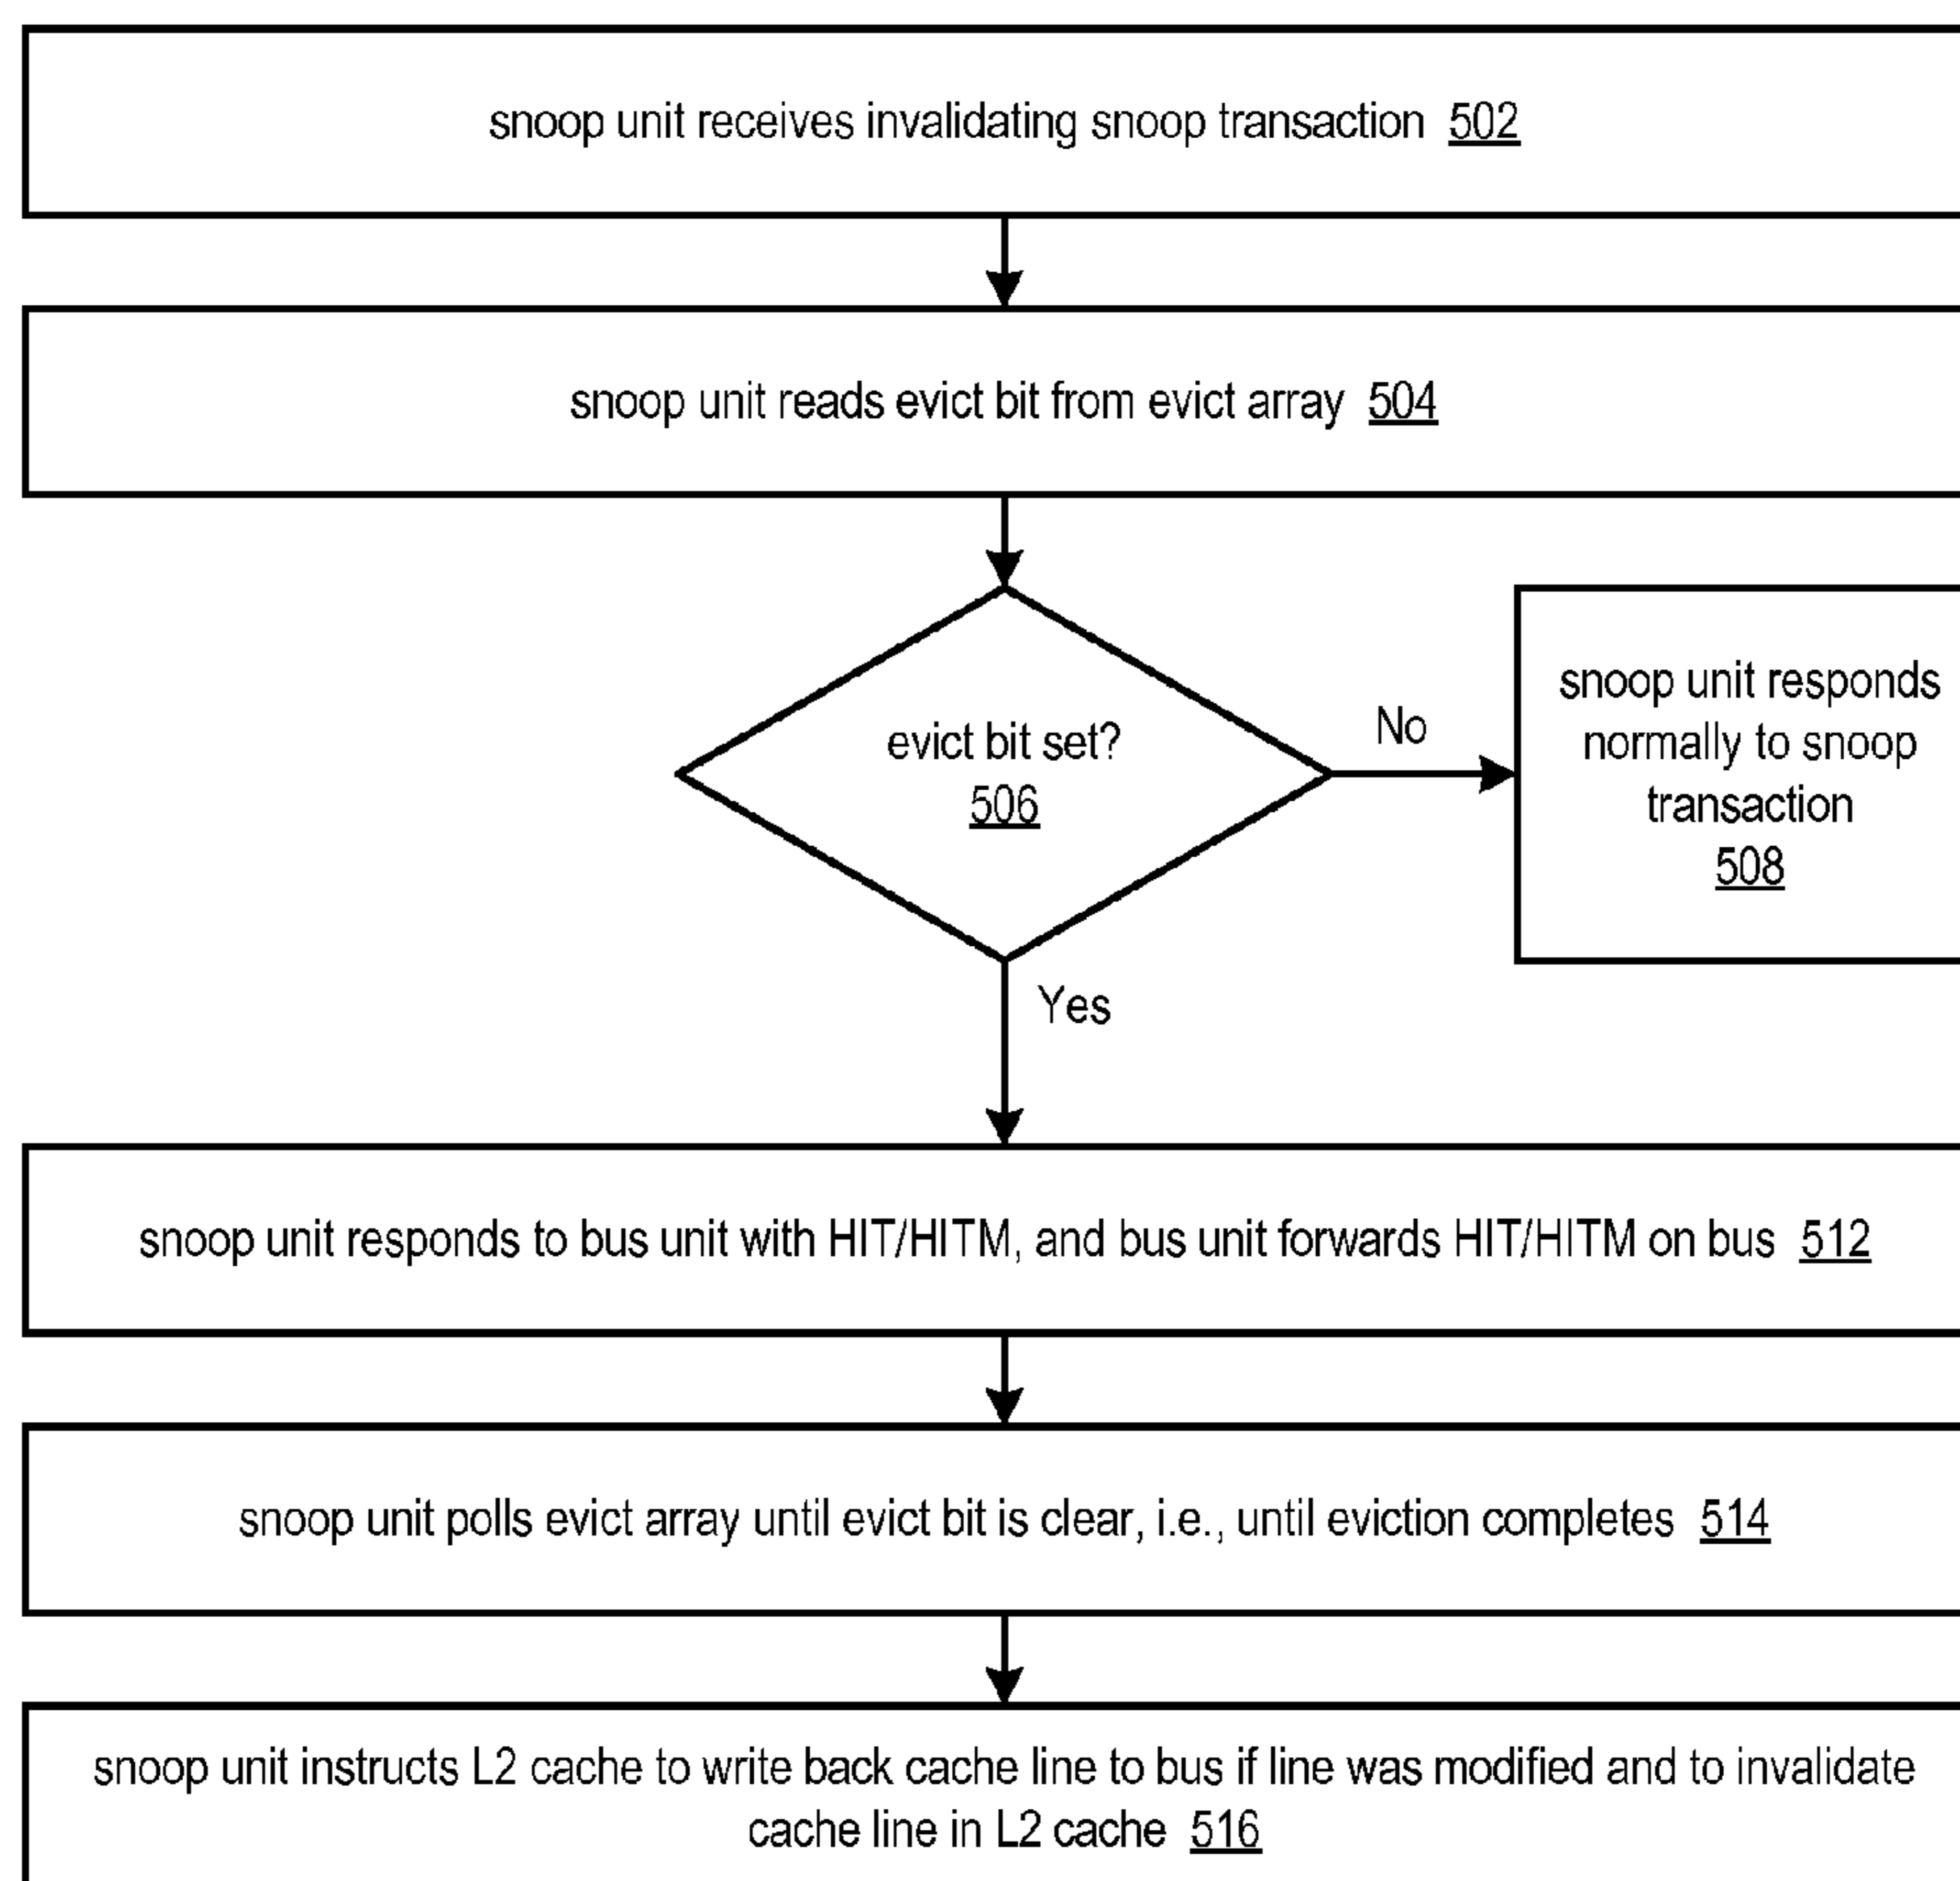 snoop unit receives invalidating snoop transaction 502
snoop unit reads evict bit from evict array 504
evict bit set?
506
No
snoop unit responds
normally to snoop
transaction
508
Yes
snoop unit responds to bus unit with HIT/HITM, and bus unit forwards HIT/HITM on bus 512
snoop unit polls evict array until evict bit is clear, i.e., until eviction completes 514
snoop unit instructs L2 cache to write back cache line to bus if line was modified and to invalidate
cache line in L2 cache 516